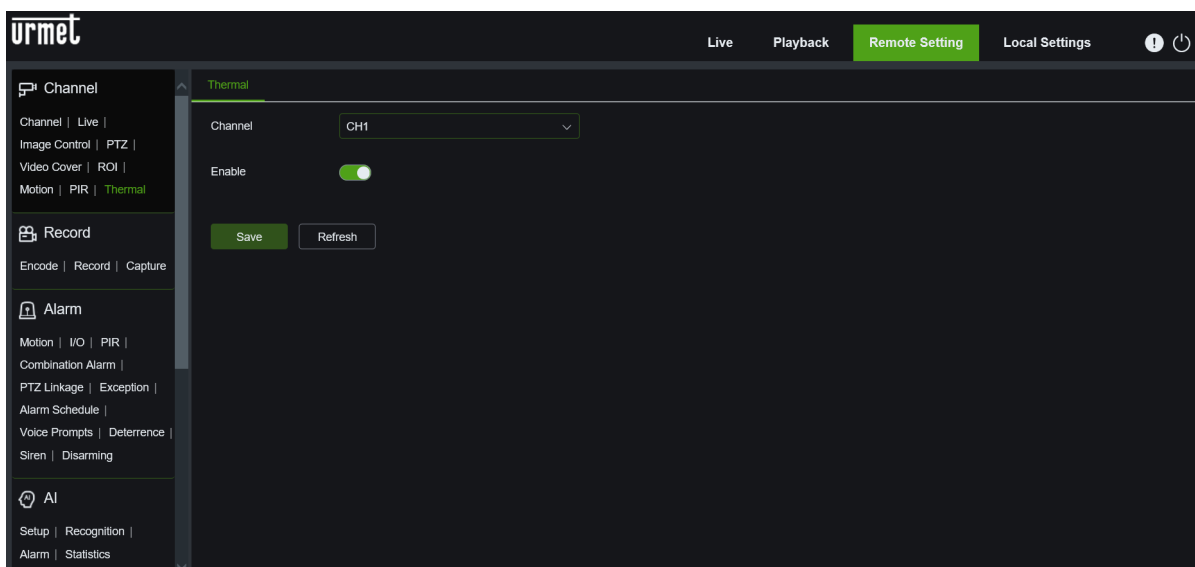 urmet
Live Playback Remote Setting Local Settings
Channel
Channel | Live |
Image Control | PTZ |
Video Cover | ROI |
Motion | PIR | Thermal
Record
Encode | Record | Capture
Alarm
Motion | I/O | PIR |
Combination Alarm |
PTZ Linkage | Exception |
Alarm Schedule |
Voice Prompts | Deterrence |
Siren | Disarming
AI
AI
Setup | Recognition |
Alarm | Statistics
Thermal
Channel CH1
Enable
Save Refresh